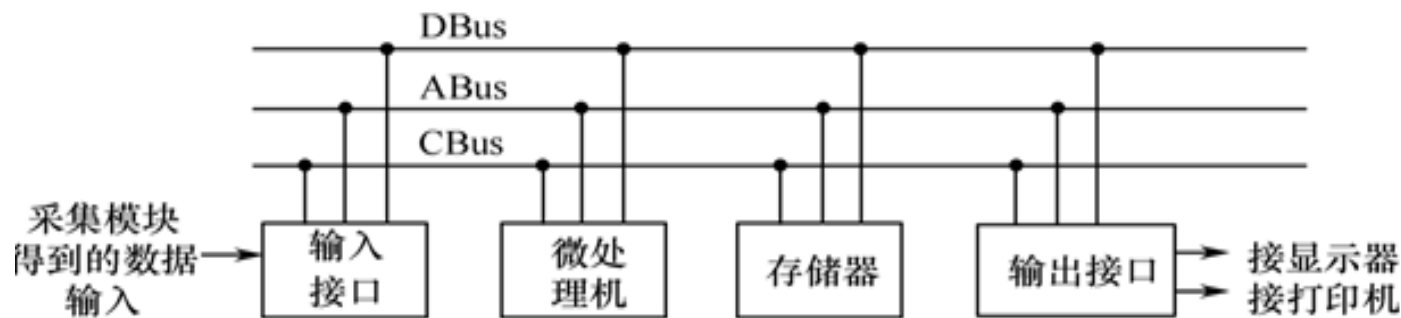 DBus
ABus
CBus
采集模块
得到的数据
输入
输入
接口
微处
理机
存储器
输出接口
接显示器
接打印机